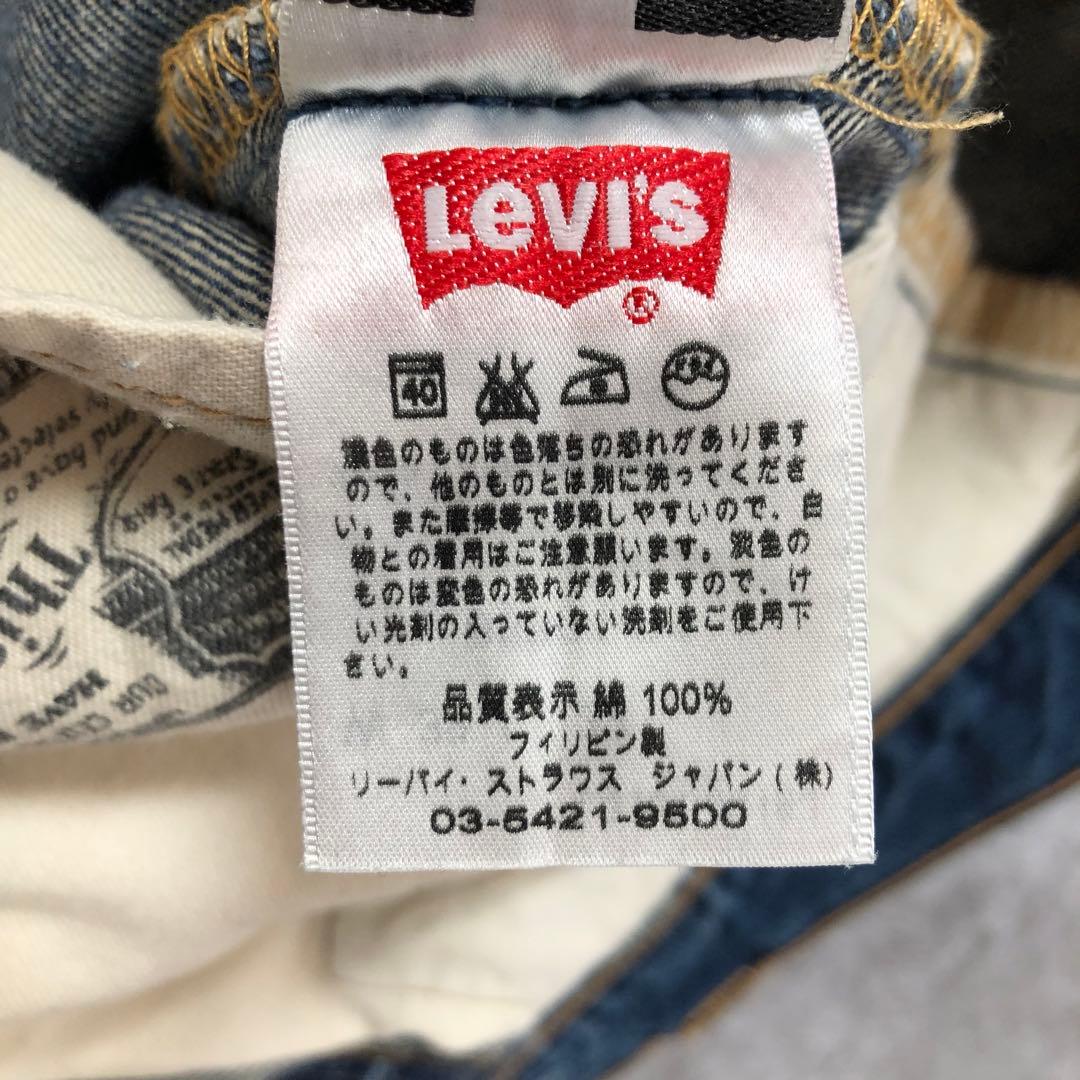 LEVI'S
®
40
濃色のものは色落ちの恐れがあります
ので、他のものとは別に洗ってくださ
い。また摩擦等で移染しやすいので、白
物との着用はご注意願います。淡色の
ものは変色の恐れがありますので、け
い光剤の入っていない洗剤をご使用下
さい。
品質表示 綿 100%
フィリピン製
リーバイ・ストラウス ジャパン(株)
03-5421-9500
This
OUR CU
HAVE